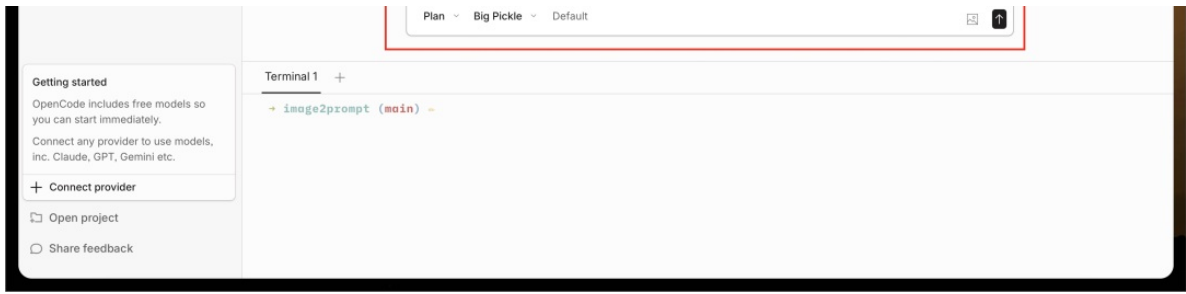 Plan Big Pickle Default
Getting started
OpenCode includes free models so
you can start immediately.
Connect any provider to use models,
inc. Claude, GPT, Gemini etc.
+ Connect provider
Open project
Share feedback
Terminal 1 +
→ image2prompt (main)